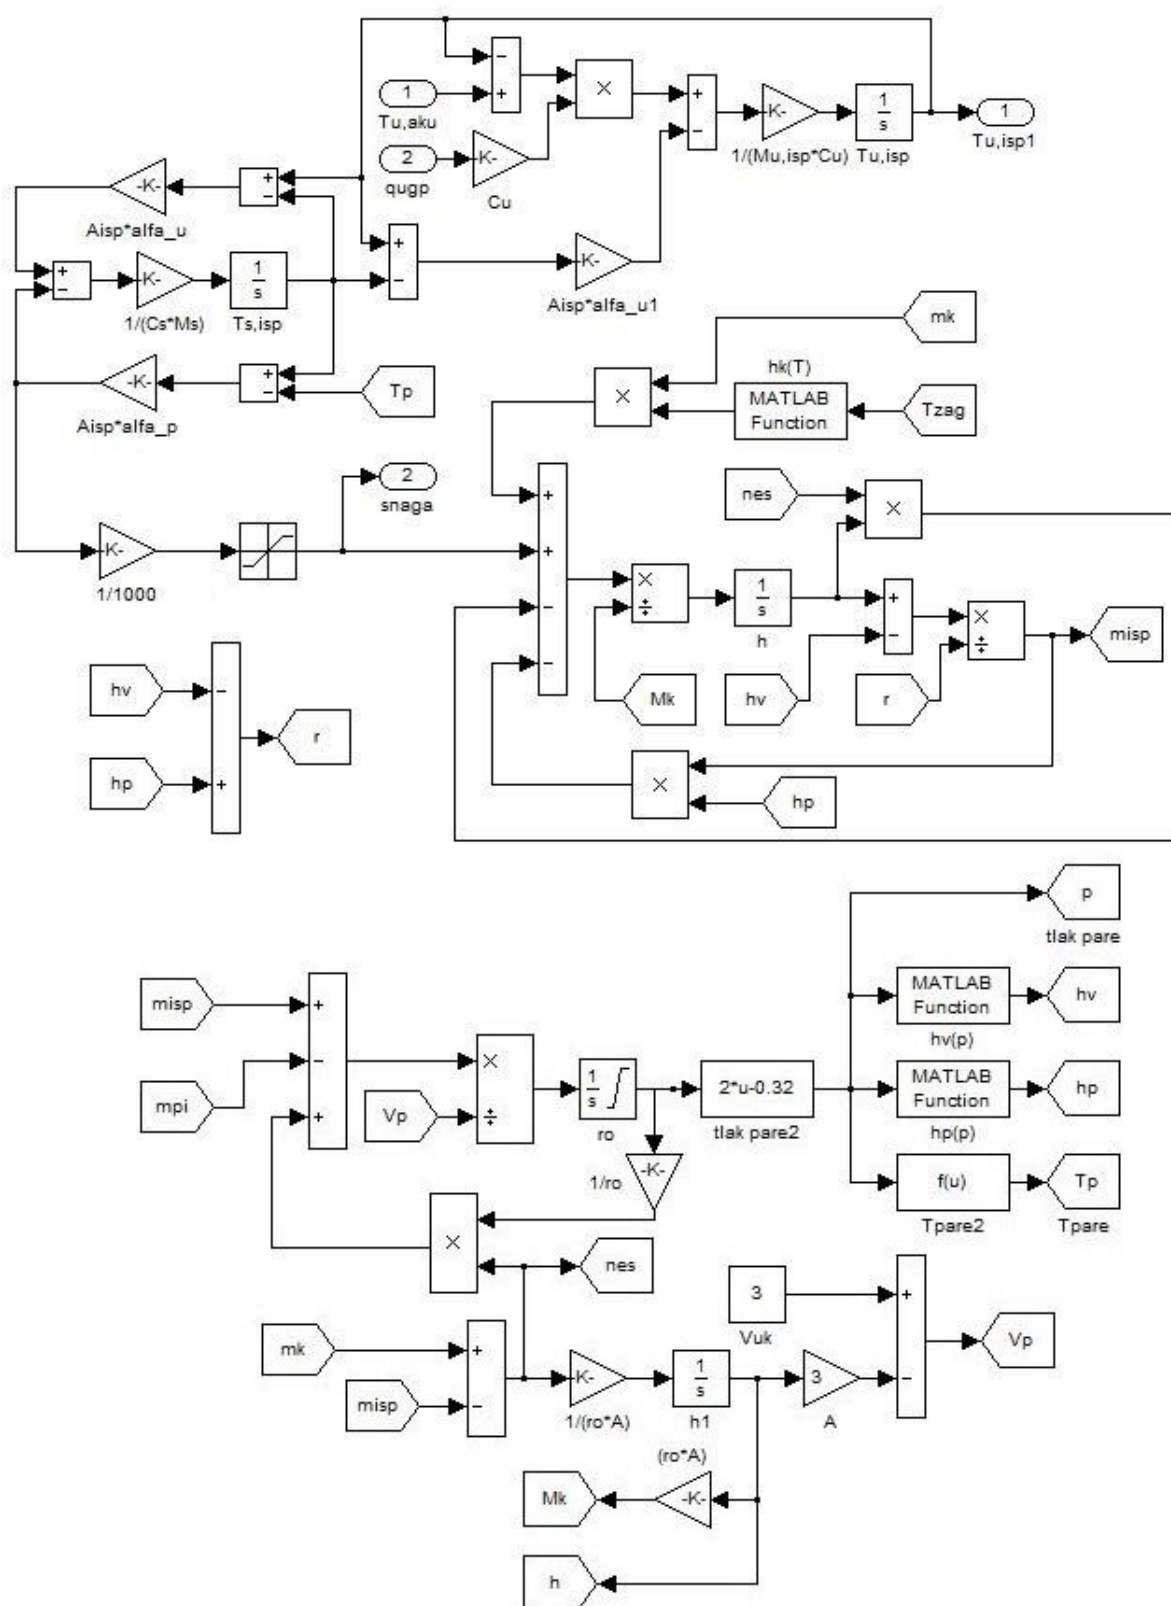 −
+
×
1
Tu,aku
2
qugp
K-
Cu
+
−
K-
1/(Mu,isp*Cu)
1
s
Tu,isp
1
Tu,isp1
-K-
Aisp*alfa_u
+
−
+
−
K-
1/(Cs*Ms)
1
s
Ts,isp
+
−
K-
Aisp*alfa_u1
-K-
Aisp*alfa_p
+
−
Tp
mk
×
hk(T)
MATLAB
Function
Tzag
2
snaga
K-
1/1000
+
+
−
−
nes
×
×
÷
1
s
h
+
−
×
÷
misp
Mk
hv
r
hv
−
r
hp
+
×
hp
p
tlak pare
misp
+
mpi
−
+
×
÷
Vp
1
s
ro
2*u-0.32
tlak pare2
MATLAB
Function
hv(p)
hv
MATLAB
Function
hp(p)
hp
f(u)
Tpare2
Tp
Tpare
-K-
1/ro
×
nes
3
Vuk
+
−
Vp
mk
+
misp
−
K-
1/(ro*A)
1
s
h1
3
A
(ro*A)
-K-
Mk
h